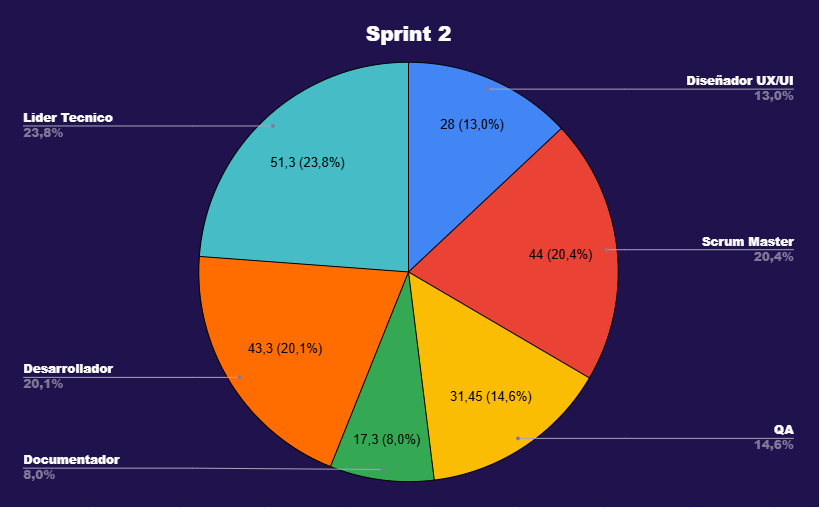 Sprint 2
Diseñador UX/UI
13,0%
Lider Tecnico
23,8%
28 (13,0%)
51,3 (23,8%)
Scrum Master
20,4%
44 (20,4%)
43,3 (20,1%)
Desarrollador
20,1%
31,45 (14,6%)
QA
14,6%
17,3 (8,0%)
Documentador
8,0%